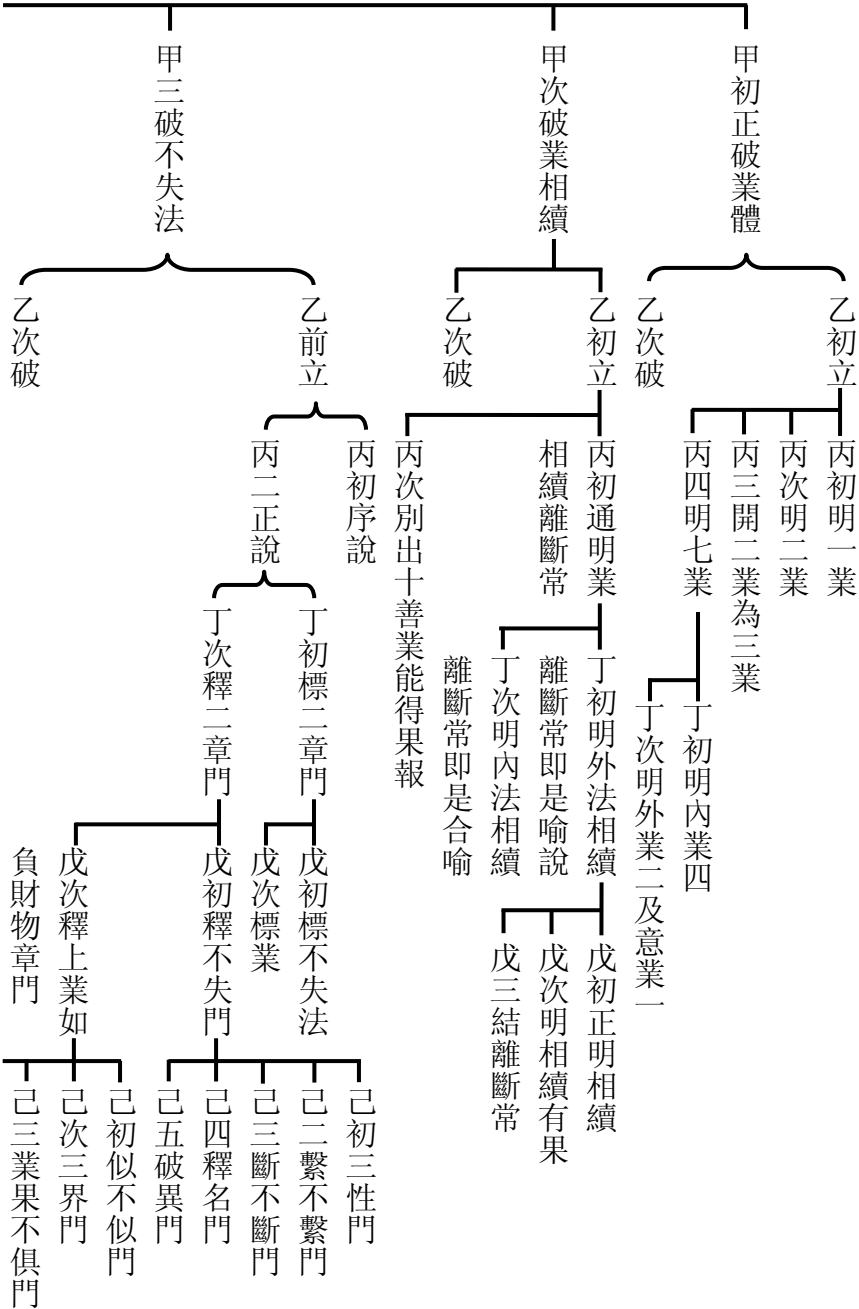 甲初正破業體
乙初立
丙初明一業
丙次明二業
丙三開二業為三業
丙四明七業
丁初明內業四
丁次明外業二及意業一
乙次破
甲次破業相續
乙初立
丙初通明業
相續離斷常
丁初明外法相續
離斷常即是喻說
戊初正明相續
戊次明相續有果
戊三結離斷常
丁次明內法相續
離斷常即是合喻
丙次別出十善業能得果報
乙次破
甲三破不失法
乙前立
丙初序說
丙二正說
丁初標二章門
戊初標不失法
戊次標業
丁次釋二章門
戊初釋不失門
己初三性門
己二繫不繫門
己三斷不斷門
己四釋名門
己五破異門
戊次釋上業如
負財物章門
己初似不似門
己次三界門
己三業果不俱門
乙次破